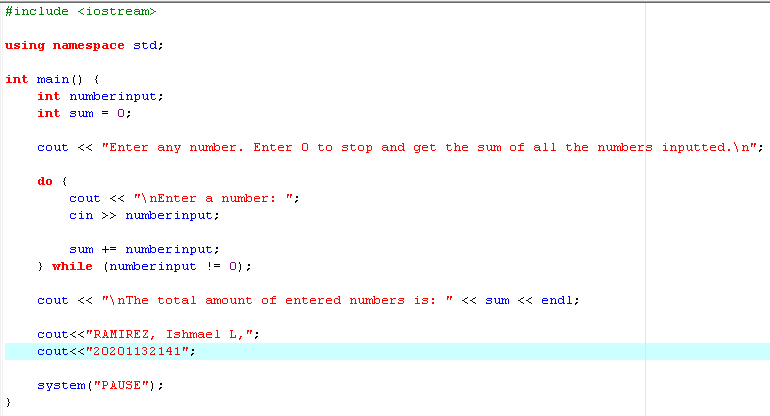 #include <iostream>
using namespace std;
int main() {
int numberinput;
int sum = 0;
cout << "Enter any number. Enter 0 to stop and get the sum of all the numbers inputted.\n";
do {
cout << "\nEnter a number: ";
cin >> numberinput;
sum += numberinput;
} while (numberinput != 0);
cout << "\nThe total amount of entered numbers is: " << sum << endl;
cout<<"RAMIREZ, Ishmael L,";
cout<<"20201132141";
system("PAUSE");
}